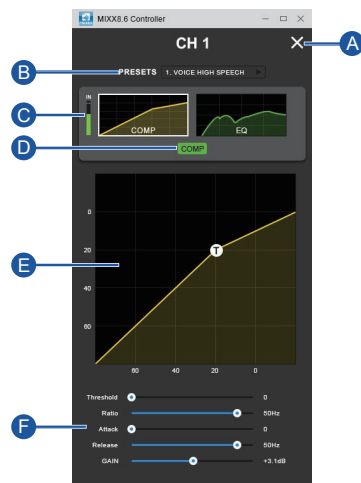 MIXX8.6 Controller
CH 1
A
B
PRESETS 1. VOICE HIGH SPEECH
IN
C
COMP EQ
D
COMP
E
0
20
40
60
T
60 40 20 0
Threshold 0
Ratio 50Hz
F
Attack 0
Release 50Hz
GAIN +3.1dB